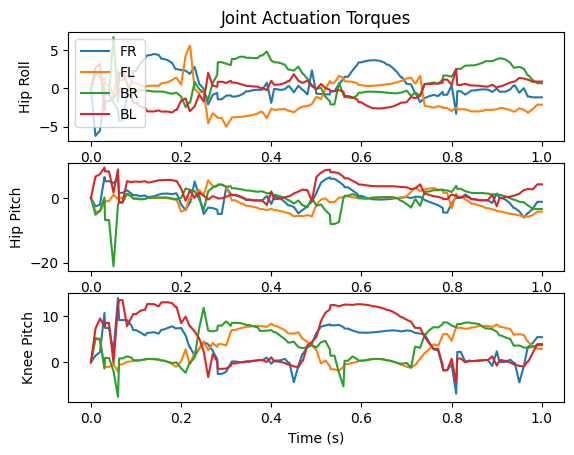 Joint Actuation Torques
Hip Roll
5
0
−5
FR
FL
BR
BL
0.0 0.2 0.4 0.6 0.8 1.0
Hip Pitch
0
−20
0.0 0.2 0.4 0.6 0.8 1.0
Knee Pitch
10
0
0.0 0.2 0.4 0.6 0.8 1.0
Time (s)